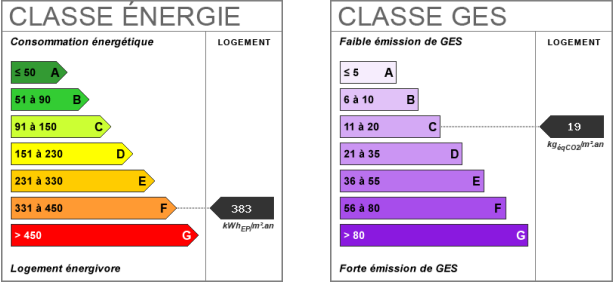 CLASSE ÉNERGIE
Consommation énergétique
LOGEMENT
≤ 50 A
51 à 90 B
91 à 150 C
151 à 230 D
231 à 330 E
331 à 450 F
383
kWhEP/m².an
> 450 G
Logement énergivore
CLASSE GES
Faible émission de GES
LOGEMENT
≤ 5 A
6 à 10 B
11 à 20 C
19
kgéqCO2/m².an
21 à 35 D
36 à 55 E
56 à 80 F
> 80 G
Forte émission de GES